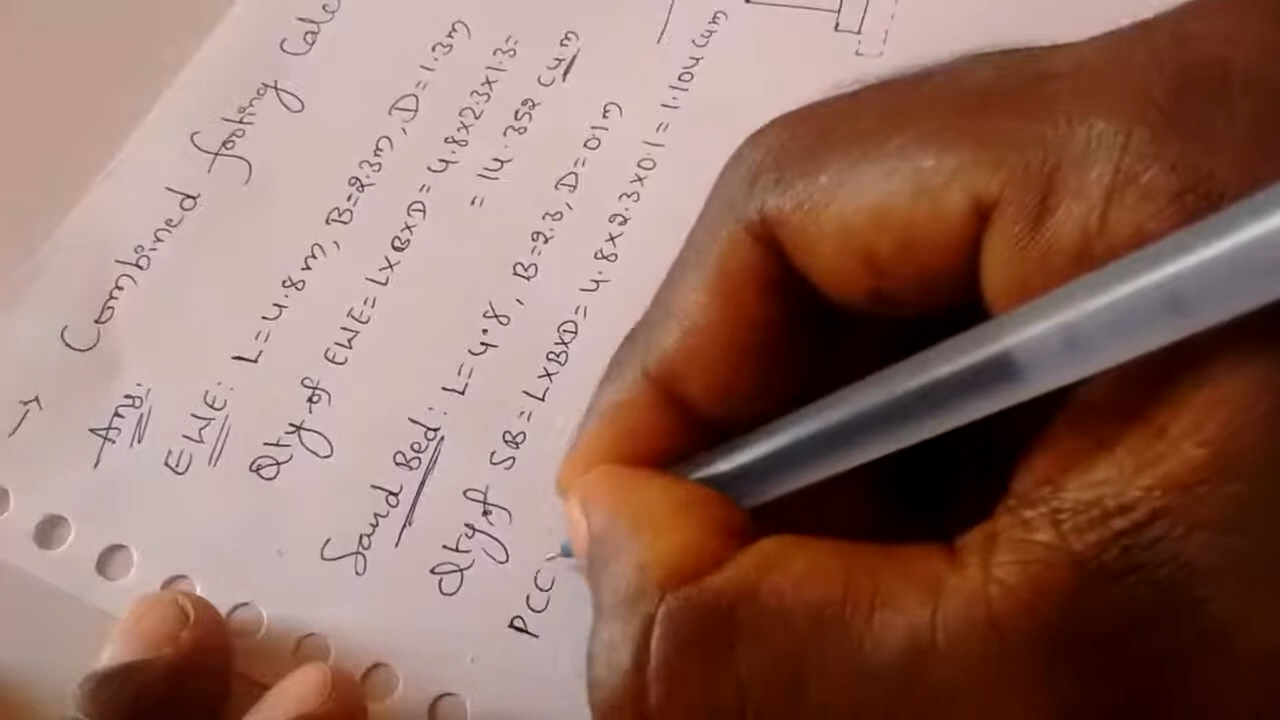 → Combined footing Calc
Ans:
EWE: L=4.8m, B=2.3m, D=1.3m
Qty of EWE = L×B×D = 4.8×2.3×1.3=
= 14.352 Cum
Sand Bed: L=4.8, B=2.3, D=0.1m
Qty of SB = L×B×D = 4.8×2.3×0.1 = 1.104 Cum
PCC